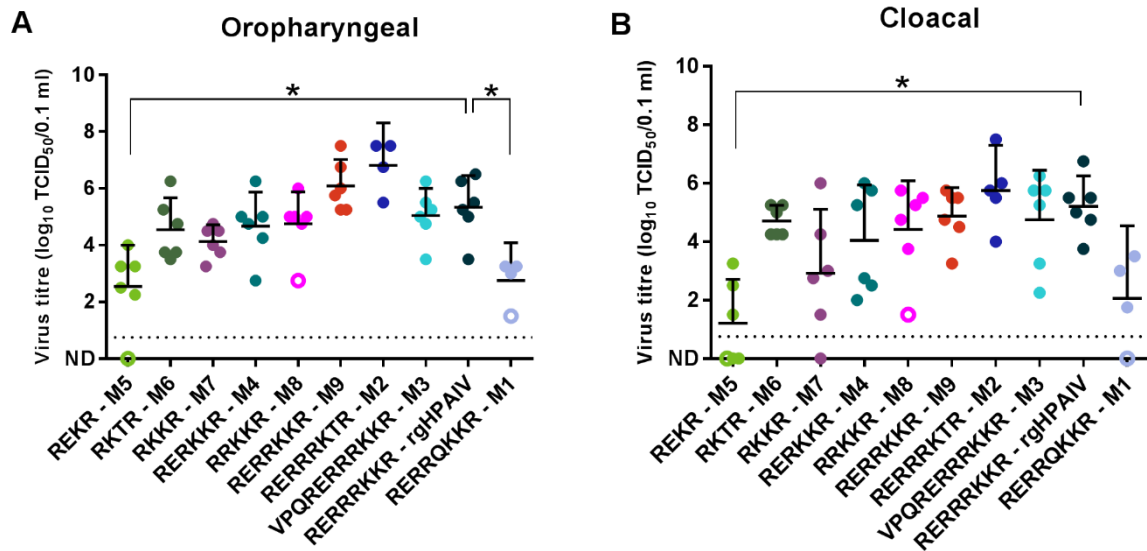 A
Oropharyngeal
Virus titre (log10 TCID50/0.1 ml)
10
8
6
4
2
ND
*
*
REKR - M5
RKTR - M6
RKKR - M7
RERKKR - M4
RRKKR - M8
RERRKKR - M9
RERRRKTR - M2
VPQRERRRRKKR - M3
RERRRKKR - rgHPAIV
RERRQKKR - M1
B
Cloacal
Virus titre (log10 TCID50/0.1 ml)
10
8
6
4
2
ND
*
REKR - M5
RKTR - M6
RKKR - M7
RERKKR - M4
RRKKR - M8
RERRKKR - M9
RERRRKTR - M2
VPQRERRRRKKR - M3
RERRRKKR - rgHPAIV
RERRQKKR - M1